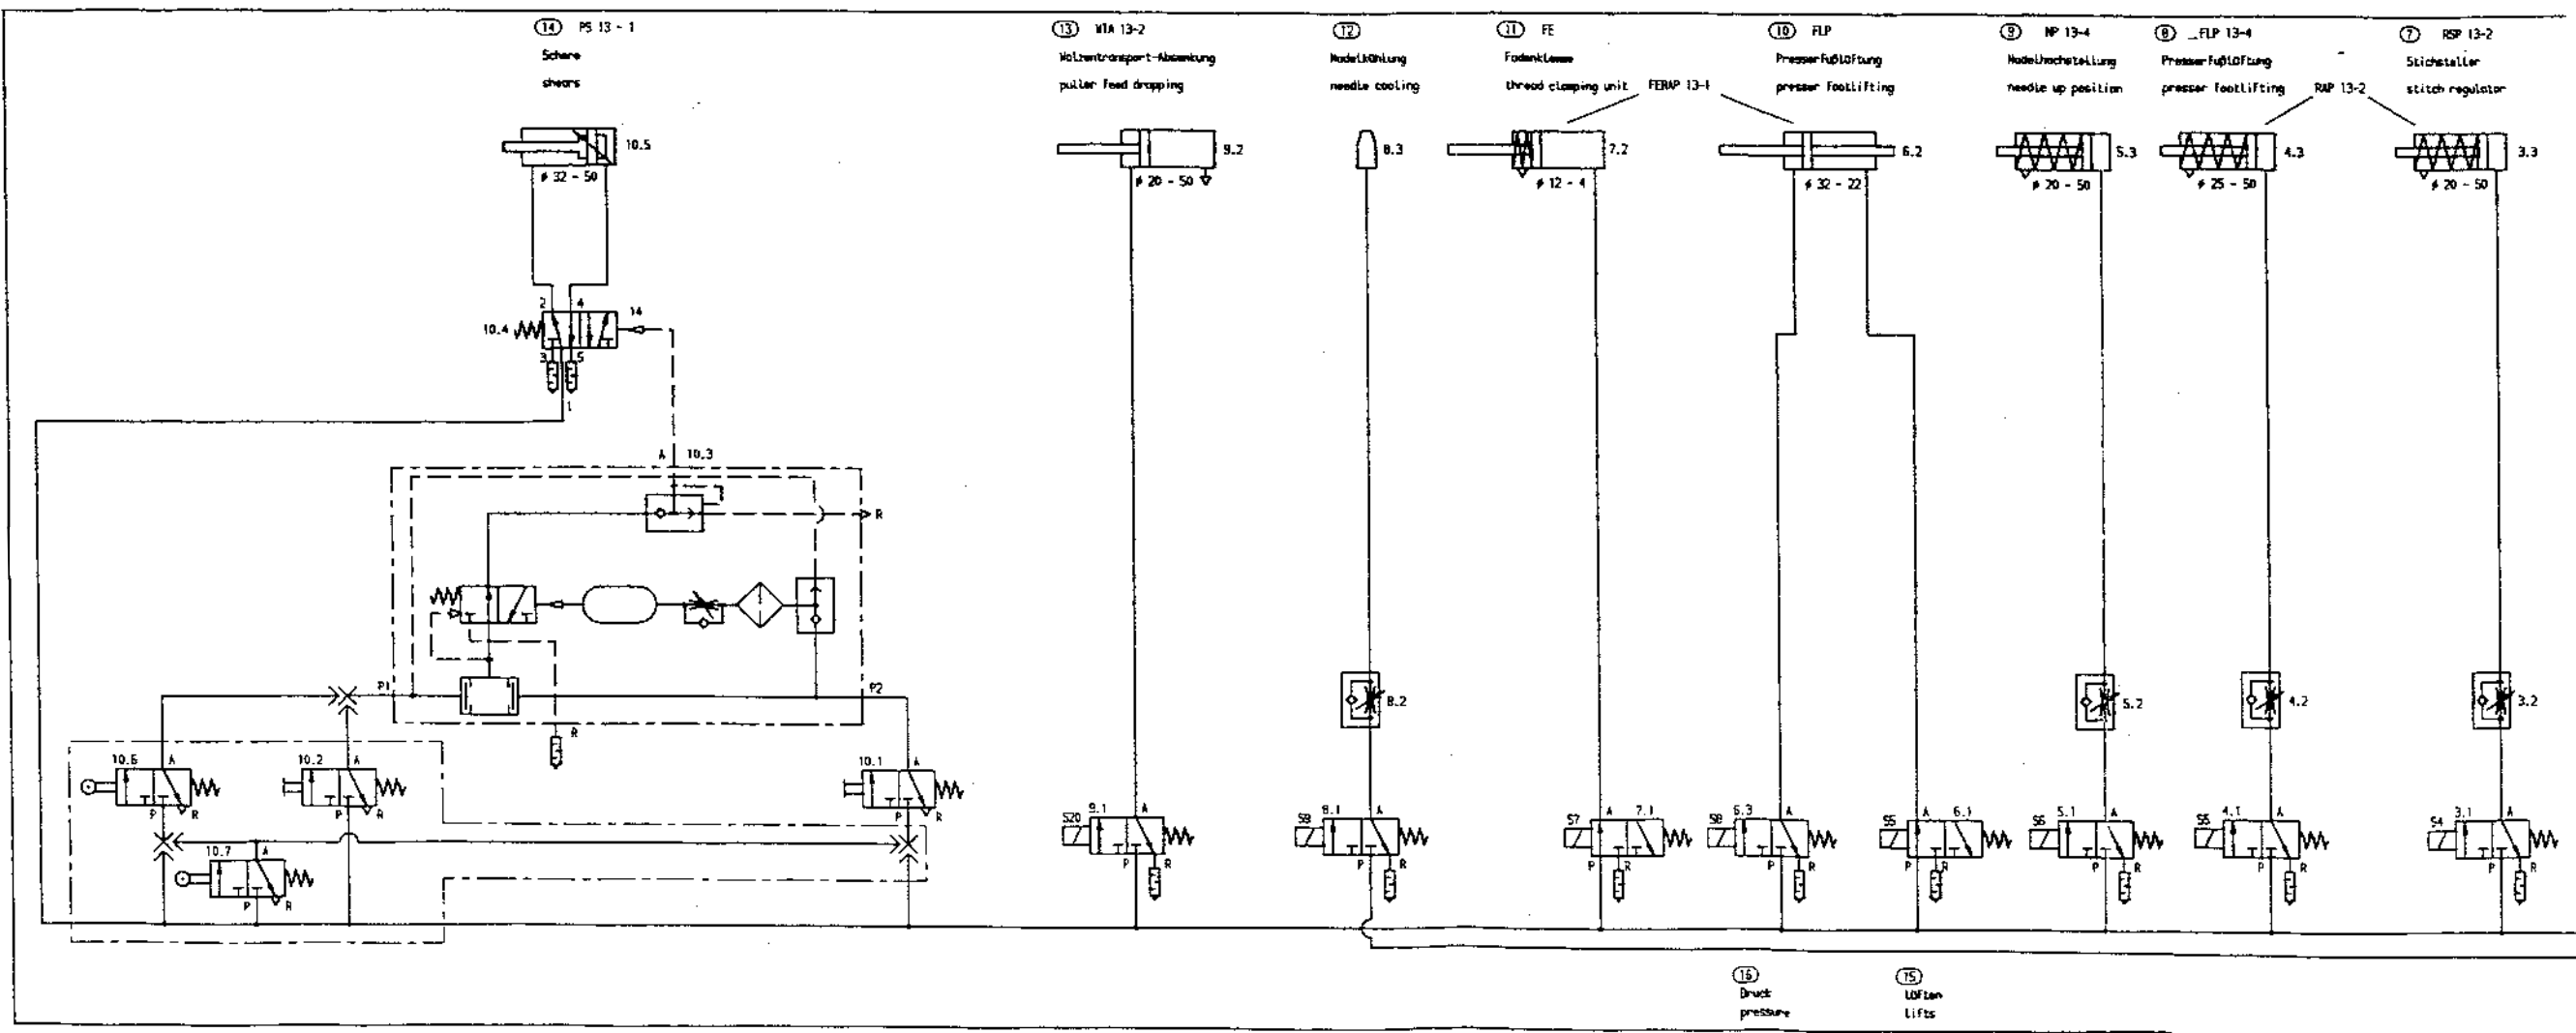 14 PS 13 - 1
Schere
shears
13 WTA 13-2
Walzentransport-Absenkung
puller feed dropping
12
Nadelkühlung
needle cooling
11 FE
Fadenklemme
thread clamping unit
FERAP 13-1
10 FLP
Presserfußlüftung
presser footlifting
9 NP 13-4
Nadelhochstellung
needle up position
8 FLP 13-4
Presserfußlüftung
presser footlifting
RAP 13-2
7 RSP 13-2
Stichsteller
stitch regulator
10.5
ø 32 - 50
9.2
ø 20 - 50
8.3
7.2
ø 12 - 4
6.2
ø 32 - 22
5.3
ø 20 - 50
4.3
ø 25 - 50
3.3
ø 20 - 50
2 4
14
10.4
3 5
1
A 10.3
R
P1
P2
R
8.2
5.2
4.2
3.2
10.6 A
P R
10.2 A
P R
10.1 A
P R
10.7 A
P R
S20 9.1 A
P R
S9 8.1 A
P R
S7 A 7.1
P R
S8 6.3 A
P R
S5 A 6.1
P R
S6 5.1 A
P R
S5 4.1 A
P R
S4 3.1 A
P R
16
Druck
pressure
15
Lüften
lifts